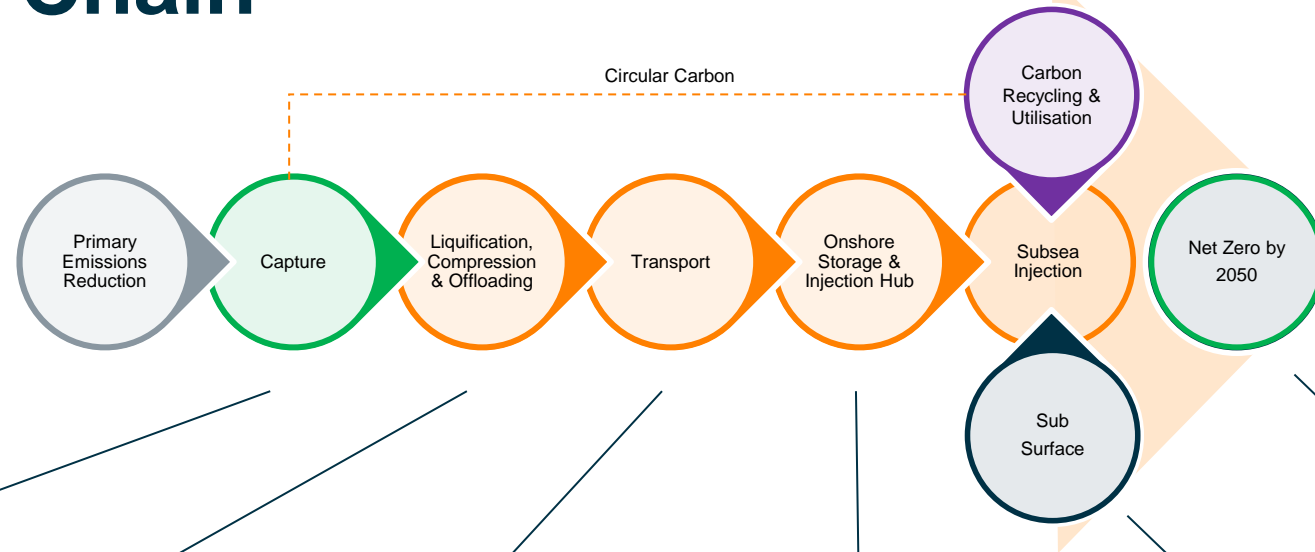 Chain
Circular Carbon
Carbon
Recycling &
Utilisation
Primary
Emissions
Reduction
Capture
Liquification,
Compression
& Offloading
Transport
Onshore
Storage &
Injection Hub
Subsea
Injection
Net Zero by
2050
Sub
Surface